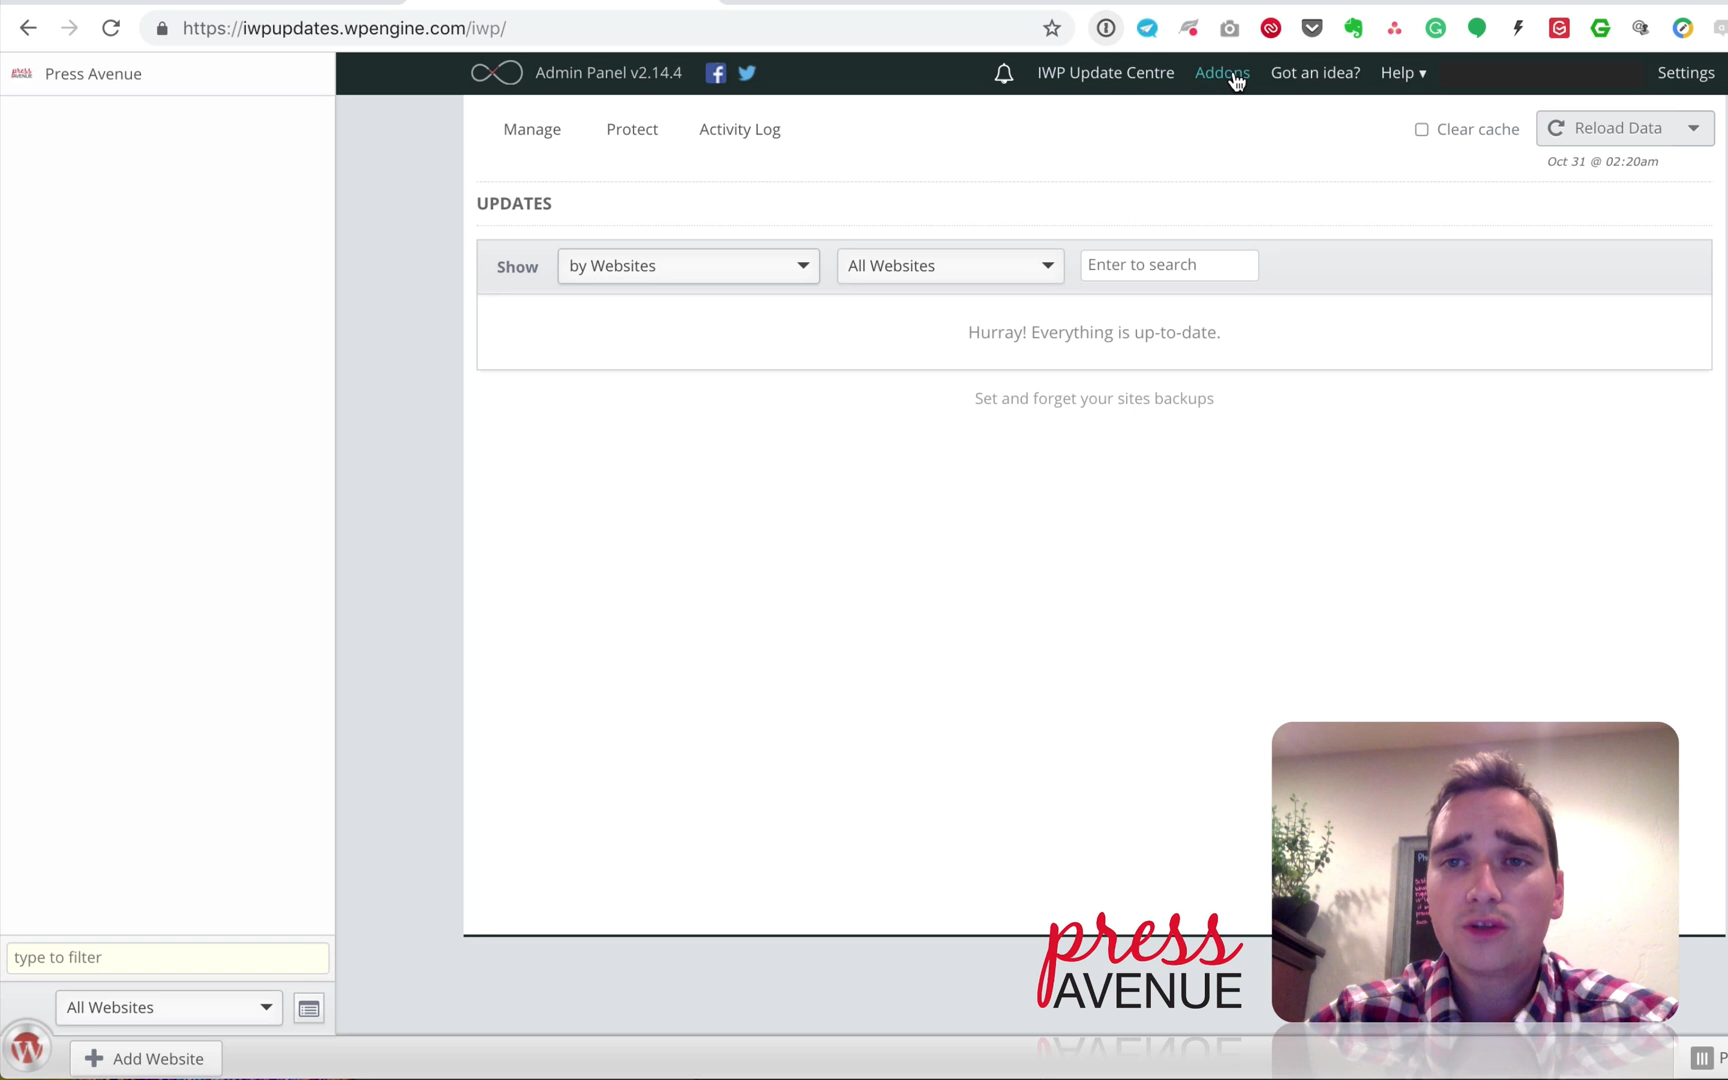 https://iwpupdates.wpengine.com/iwp/
press AVENUE Press Avenue
Admin Panel v2.14.4
IWP Update Centre
Addons
Got an idea?
Help ▾
Settings
Manage
Protect
Activity Log
Clear cache
Reload Data
Oct 31 @ 02:20am
UPDATES
Show
by Websites
All Websites
Enter to search
Hurray! Everything is up-to-date.
Set and forget your sites backups
press
AVENUE
type to filter
All Websites
Add Website
P